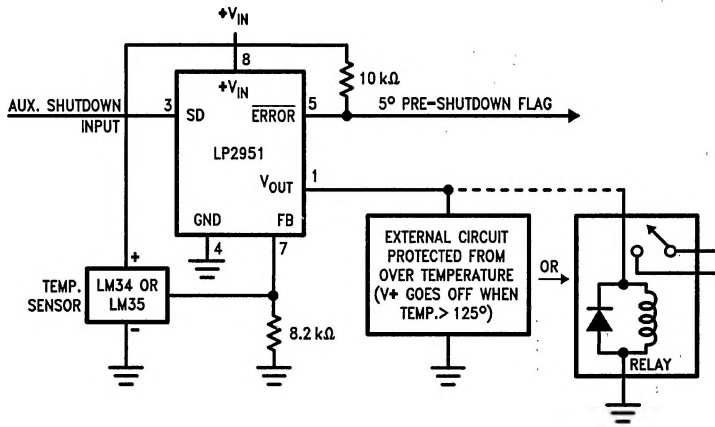 +VIN
8
10 kΩ
+VIN
AUX. SHUTDOWN
INPUT
3
SD
ERROR
5
5° PRE-SHUTDOWN FLAG
LP2951
VOUT
1
GND
FB
4
7
+
TEMP.
SENSOR
LM34 OR
LM35
-
8.2 kΩ
EXTERNAL CIRCUIT
PROTECTED FROM
OVER TEMPERATURE
(V+ GOES OFF WHEN
TEMP.> 125°)
OR
RELAY